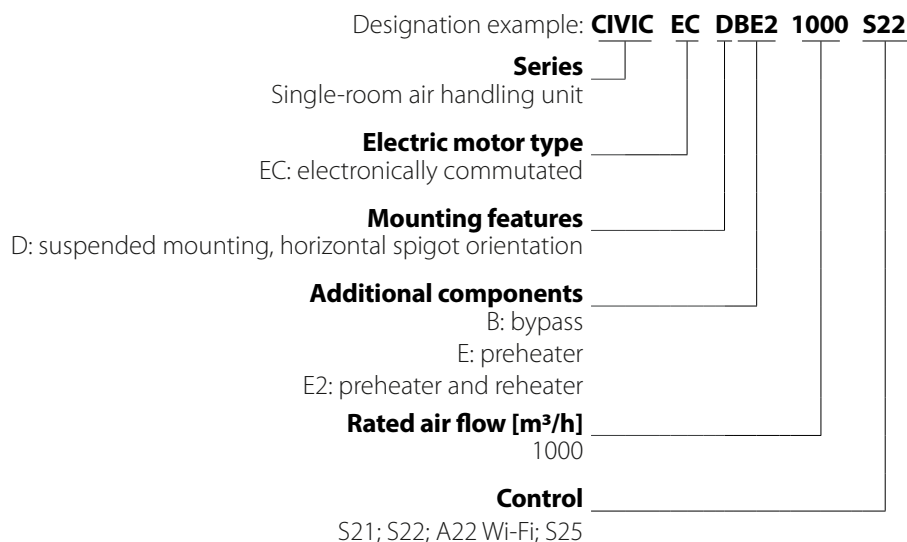 Designation example: CIVIC EC DBE2 1000 S22
Series
Single-room air handling unit
Electric motor type
EC: electronically commutated
Mounting features
D: suspended mounting, horizontal spigot orientation
Additional components
B: bypass
E: preheater
E2: preheater and reheater
Rated air flow [m³/h]
1000
Control
S21; S22; A22 Wi-Fi; S25